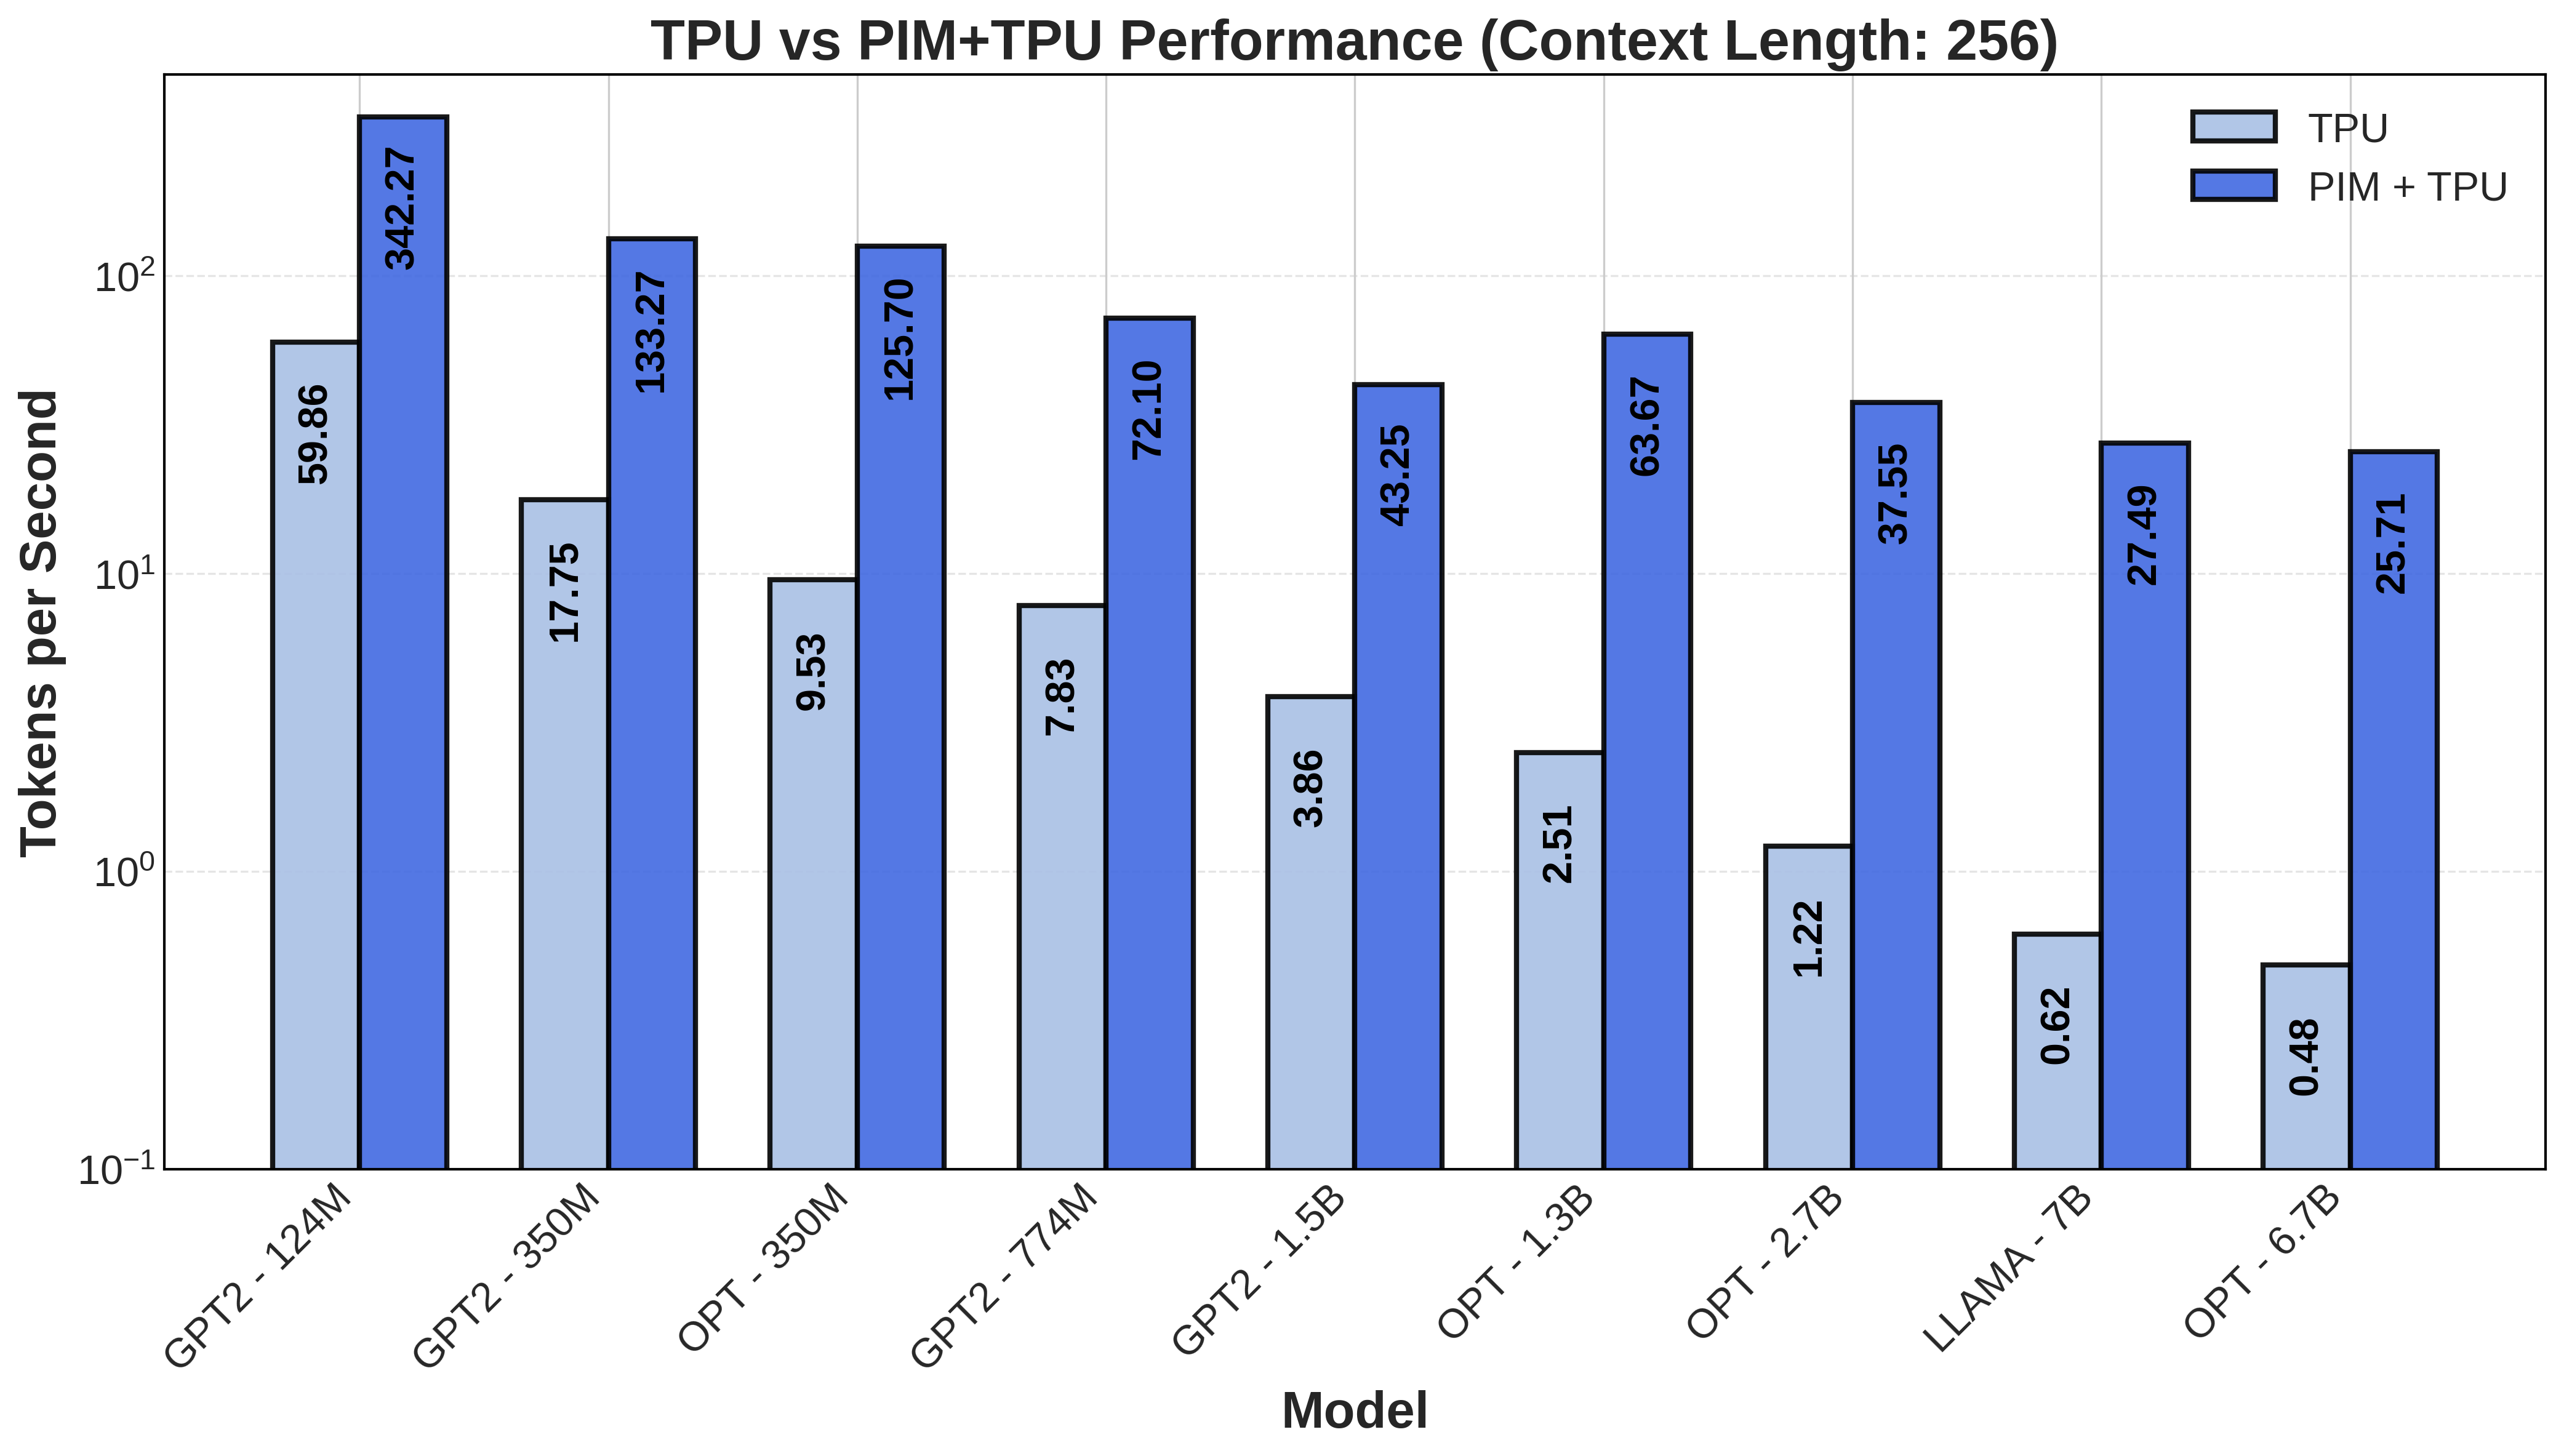 TPU vs PIM+TPU Performance (Context Length: 256)
TPU
PIM + TPU
Tokens per Second
10²
10¹
10⁰
10⁻¹
59.86
342.27
17.75
133.27
9.53
125.70
7.83
72.10
3.86
43.25
2.51
63.67
1.22
37.55
0.62
27.49
0.48
25.71
GPT2 - 124M
GPT2 - 350M
OPT - 350M
GPT2 - 774M
GPT2 - 1.5B
OPT - 1.3B
OPT - 2.7B
LLAMA - 7B
OPT - 6.7B
Model